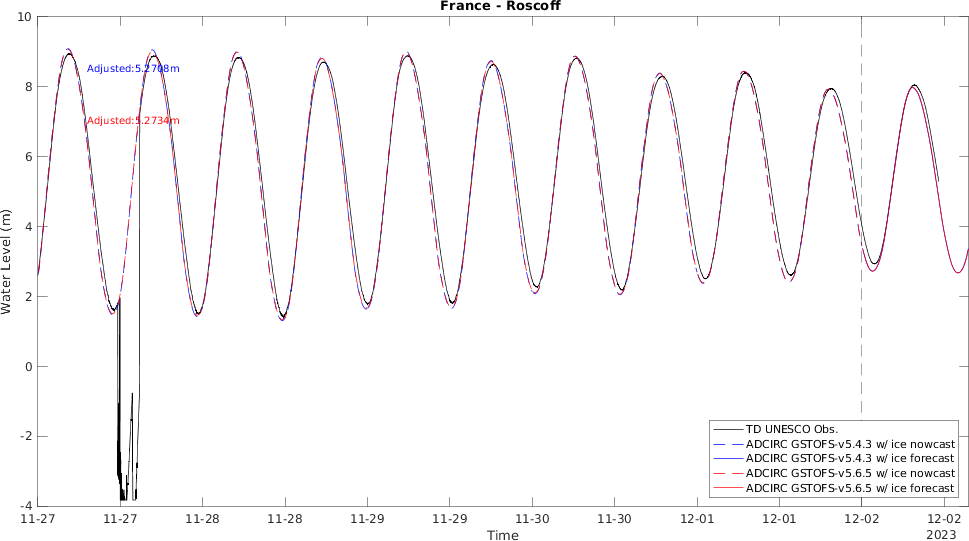 France - Roscoff
10
8
6
4
2
0
-2
-4
Water Level (m)
Adjusted:5.2708m
Adjusted:5.2734m
TD UNESCO Obs.
ADCIRC GSTOFS-v5.4.3 w/ ice nowcast
ADCIRC GSTOFS-v5.4.3 w/ ice forecast
ADCIRC GSTOFS-v5.6.5 w/ ice nowcast
ADCIRC GSTOFS-v5.6.5 w/ ice forecast
11-27 11-27 11-28 11-28 11-29 11-29 11-30 11-30 12-01 12-01 12-02 12-02
Time
2023